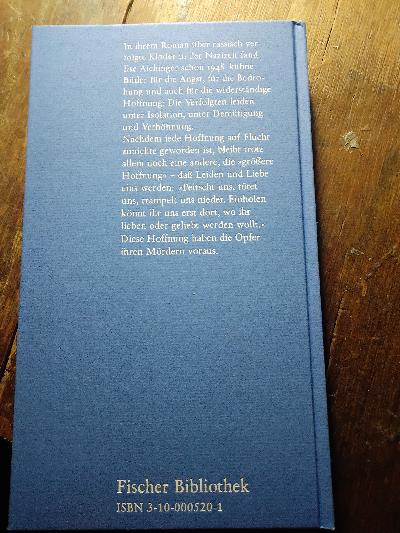 In ihrem Roman über rassisch ver-
folgte Kinder in der Nazizeit fand
Ilse Aichinger schon 1948 kühne
Bilder für die Angst, für die Bedro-
hung und auch für die widerständige
Hoffnung: Die Verfolgten leiden
unter Isolation, unter Demütigung
und Verhöhnung.
Nachdem jede Hoffnung auf Flucht
zunichte geworden ist, bleibt trotz
allem noch eine andere, die »größere
Hoffnung« – daß Leiden und Liebe
eins werden: »Peitscht uns, tötet
uns, trampelt uns nieder. Einholen
könnt ihr uns erst dort, wo ihr
lieben oder geliebt werden wollt.«
Diese Hoffnung haben die Opfer
ihren Mördern voraus.
Fischer Bibliothek
ISBN 3-10-000520-1